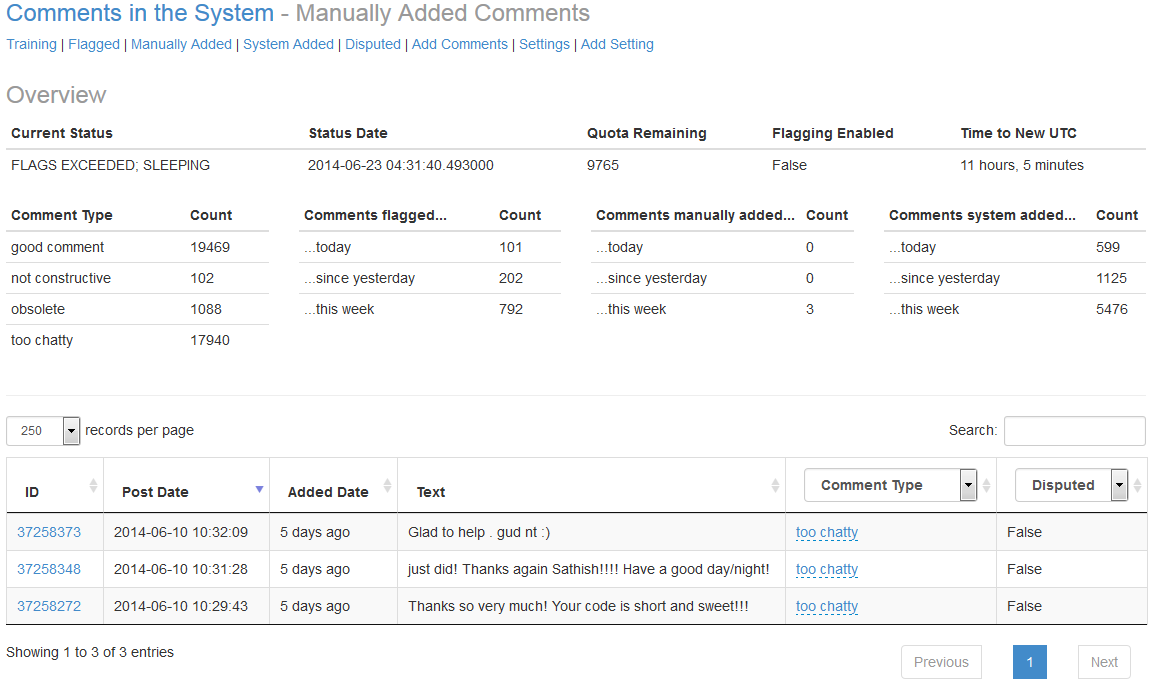 Comments in the System - Manually Added Comments
Training | Flagged | Manually Added | System Added | Disputed | Add Comments | Settings | Add Setting
Overview
Current Status Status Date Quota Remaining Flagging Enabled Time to New UTC
FLAGS EXCEEDED; SLEEPING 2014-06-23 04:31:40.493000 9765 False 11 hours, 5 minutes
Comment Type Count Comments flagged... Count Comments manually added... Count Comments system added... Count
good comment 19469 ...today 101 ...today 0 ...today 599
not constructive 102 ...since yesterday 202 ...since yesterday 0 ...since yesterday 1125
obsolete 1088 ...this week 792 ...this week 3 ...this week 5476
too chatty 17940
250 records per page Search:
ID Post Date Added Date Text Comment Type Disputed
37258373 2014-06-10 10:32:09 5 days ago Glad to help . gud nt :) too chatty False
37258348 2014-06-10 10:31:28 5 days ago just did! Thanks again Sathish!!!! Have a good day/night! too chatty False
37258272 2014-06-10 10:29:43 5 days ago Thanks so very much! Your code is short and sweet!!! too chatty False
Showing 1 to 3 of 3 entries Previous 1 Next